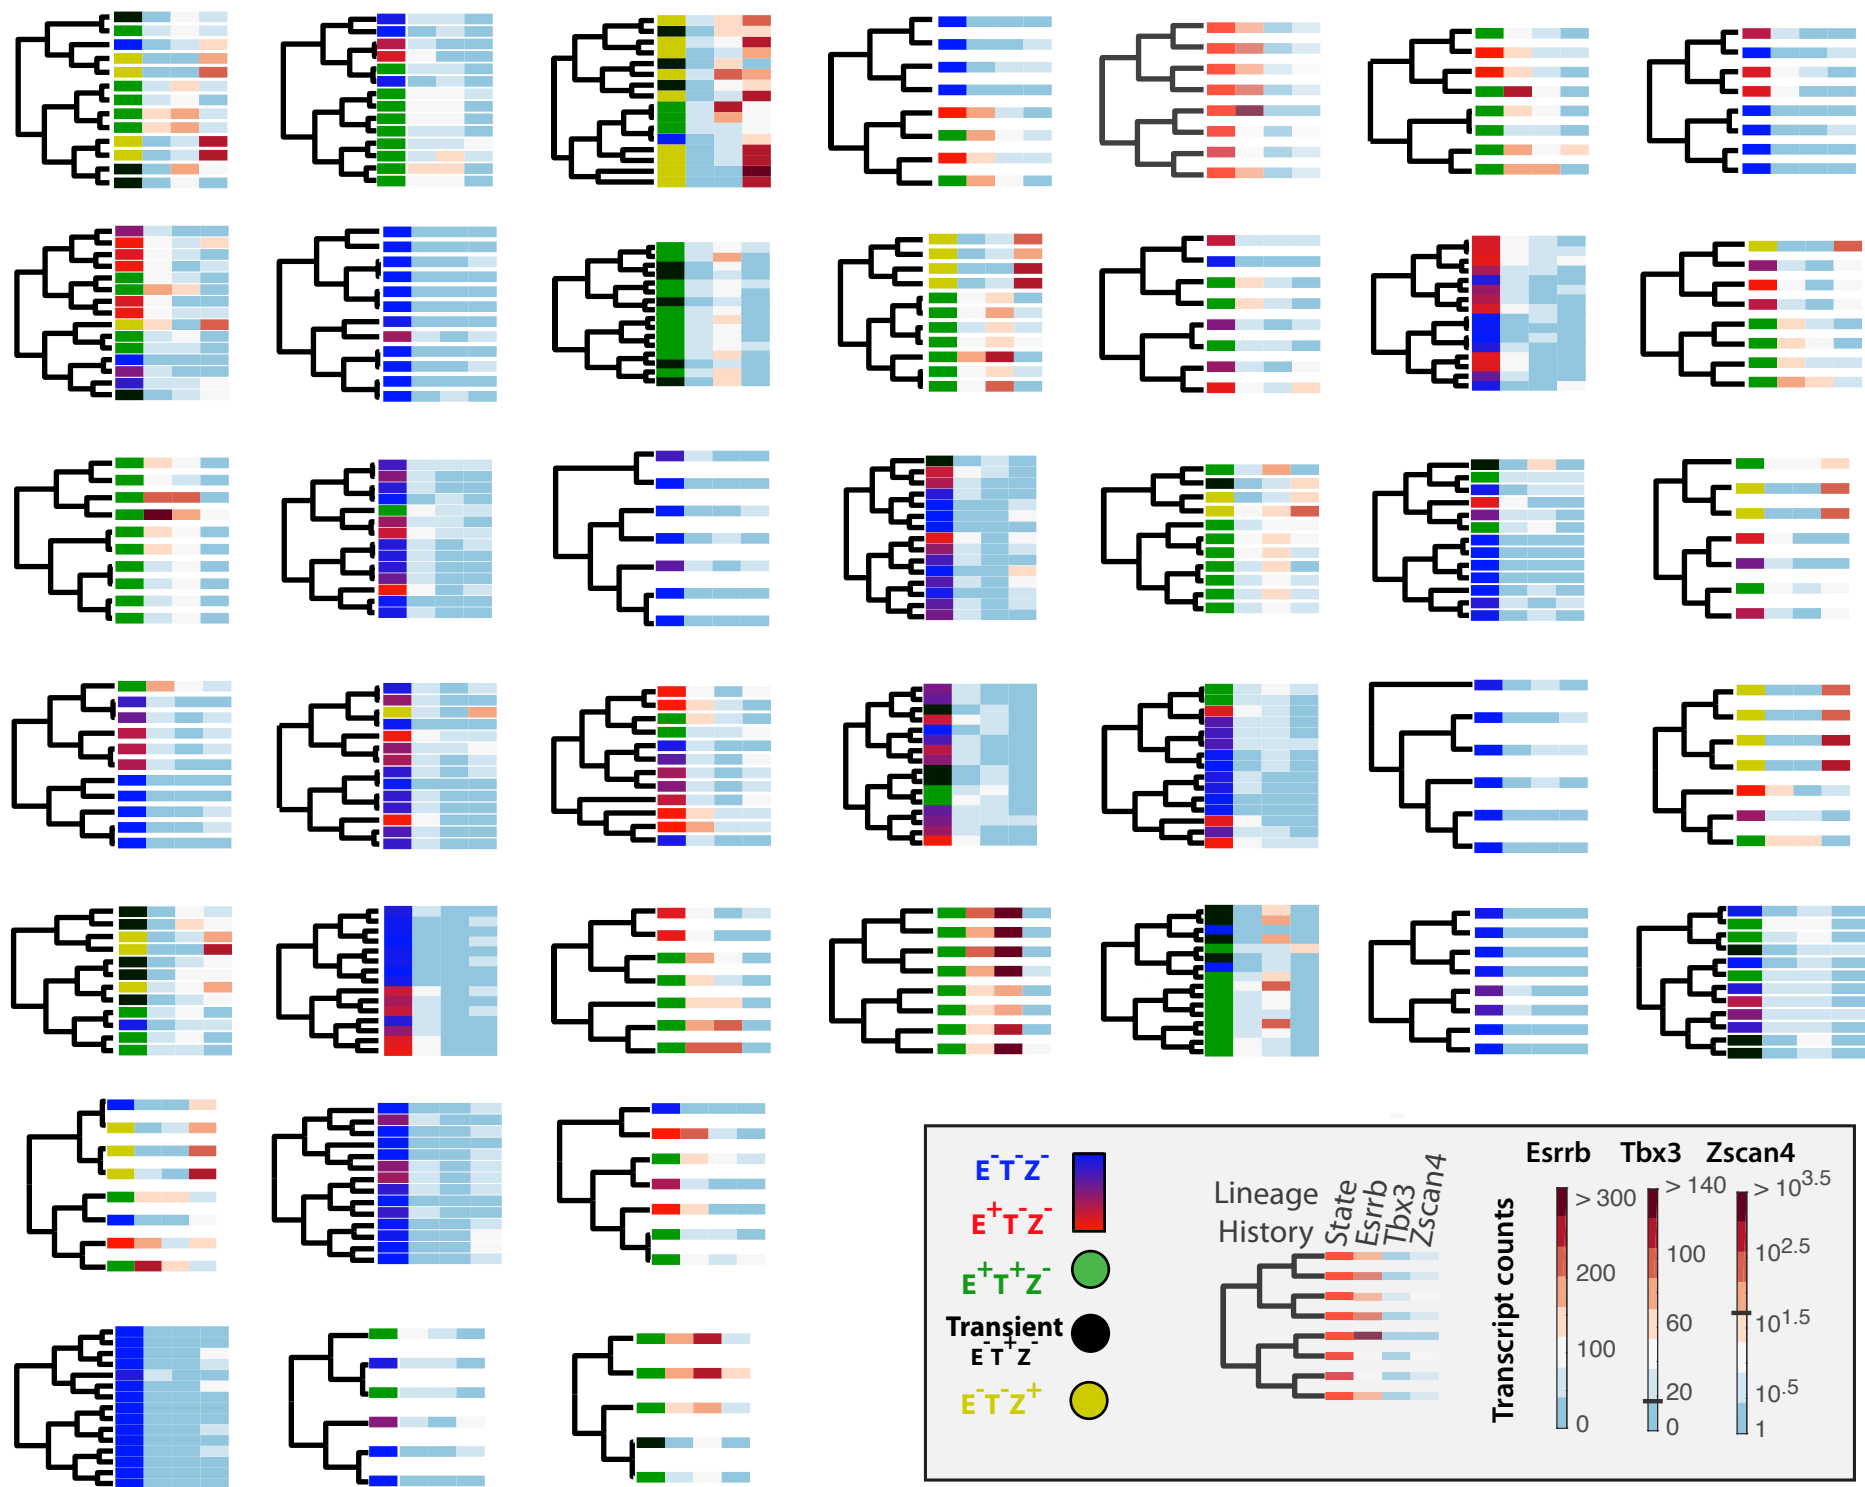 E⁻T⁻Z⁻
E⁺T⁻Z⁻
E⁺T⁺Z⁻
Transient
E⁻T⁺Z⁻
E⁻T⁻Z⁺
Lineage
History
State
Esrrb
Tbx3
Zscan4
Transcript counts
Esrrb Tbx3 Zscan4
> 300 > 140 > 10^3.5
200 100 10^2.5
100 60 10^1.5
20 10^.5
0 0 1